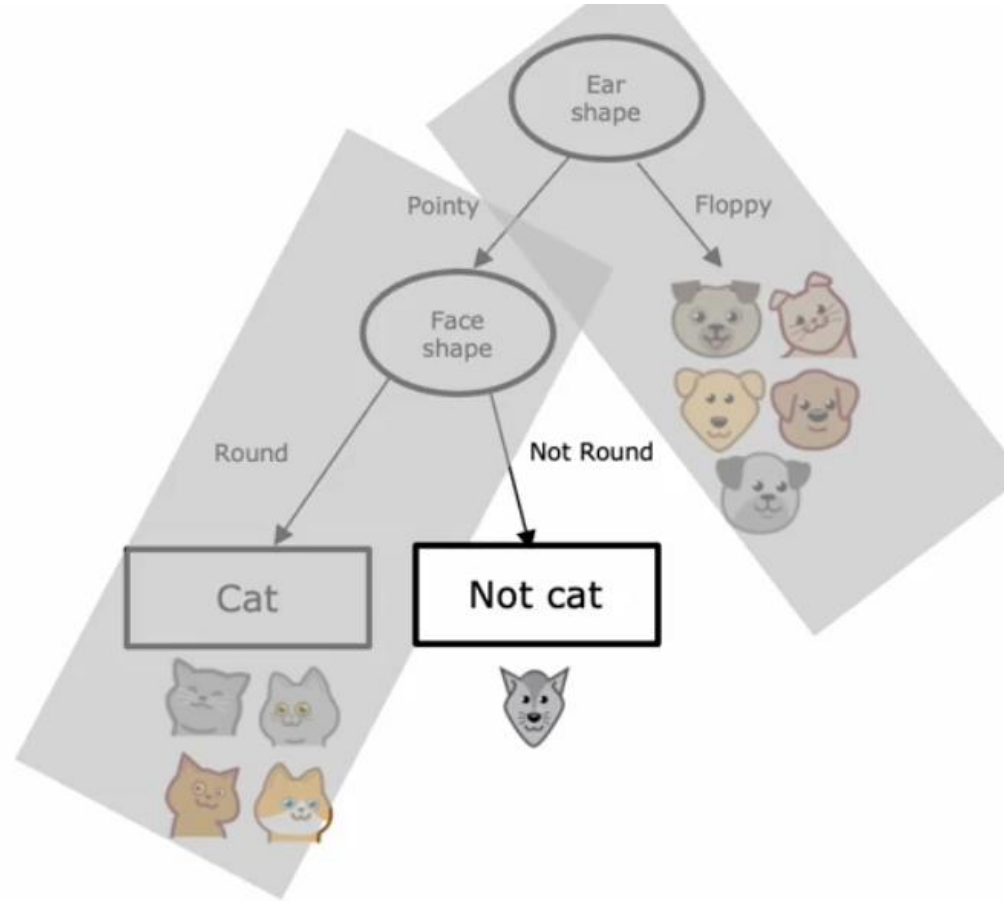 Ear
shape
Pointy
Floppy
Face
shape
Round
Not Round
Cat
Not cat